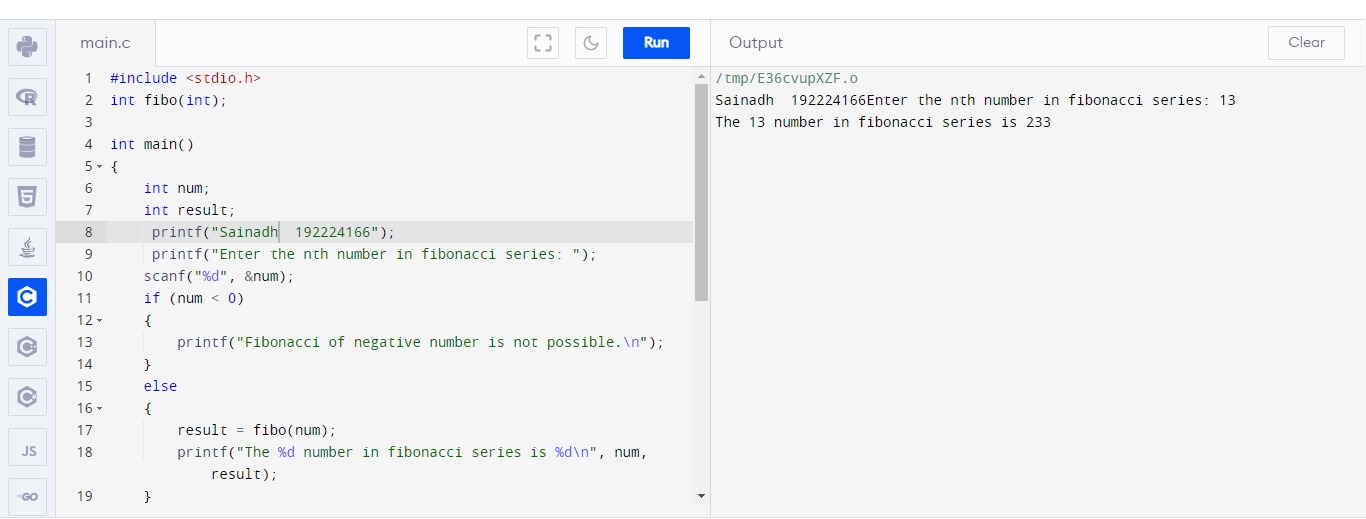 main.c
Run
Output
Clear
1 #include <stdio.h>
2 int fibo(int);
3
4 int main()
5 {
6     int num;
7     int result;
8      printf("Sainadh  192224166");
9      printf("Enter the nth number in fibonacci series: ");
10     scanf("%d", &num);
11     if (num < 0)
12     {
13         printf("Fibonacci of negative number is not possible.\n");
14     }
15     else
16     {
17         result = fibo(num);
18         printf("The %d number in fibonacci series is %d\n", num,
            result);
19     }
/tmp/E36cvupXZF.o
Sainadh  192224166Enter the nth number in fibonacci series: 13
The 13 number in fibonacci series is 233
JS
GO